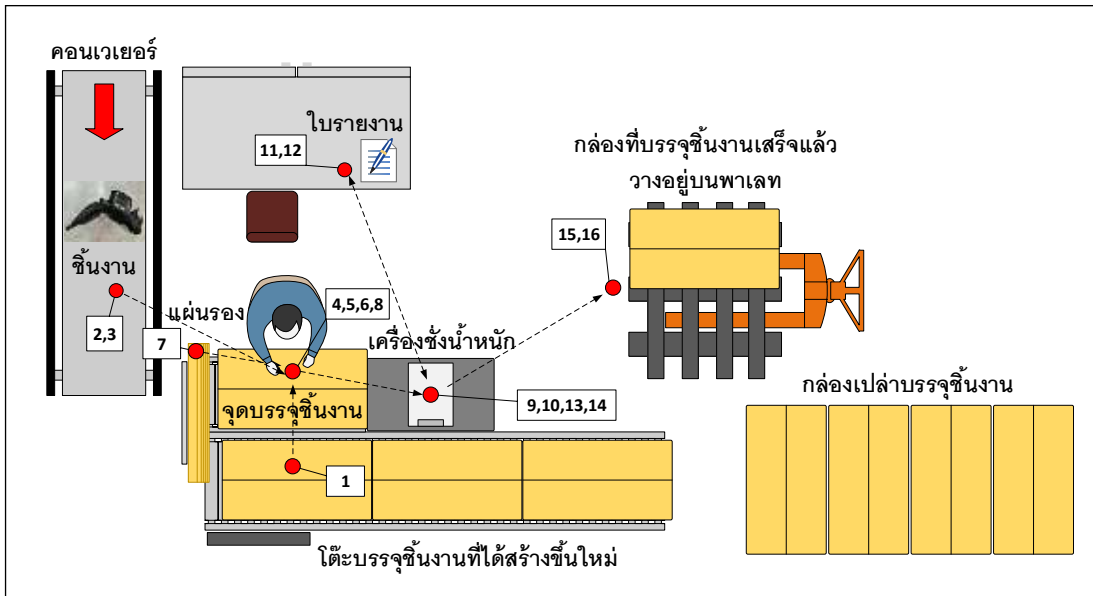 คอนเวเยอร์
ใบรายงาน
11,12
กล่องที่บรรจุชิ้นงานเสร็จแล้ว
วางอยู่บนพาเลท
15,16
ชิ้นงาน
2,3
แผ่นรอง
7
4,5,6,8
เครื่องชั่งน้ำหนัก
9,10,13,14
จุดบรรจุชิ้นงาน
1
กล่องเปล่าบรรจุชิ้นงาน
โต๊ะบรรจุชิ้นงานที่ได้สร้างขึ้นใหม่